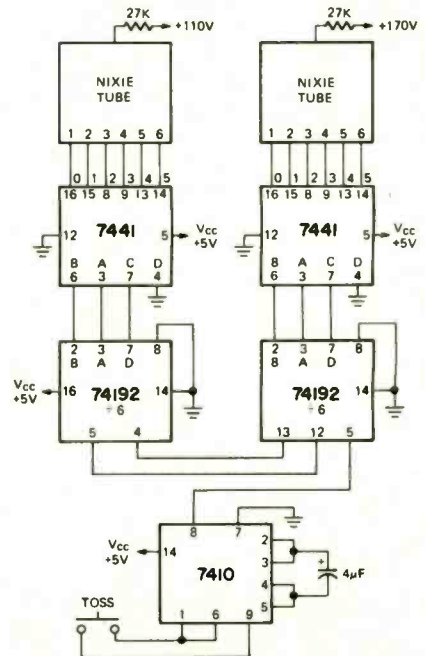 27K 27K
+110V +170V
NIXIE TUBE NIXIE TUBE
1 2 3 4 5 6 1 2 3 4 5 6
0 1 2 3 4 5 0 1 2 3 4 5
16 15 8 9 13 14 16 15 8 9 13 14
12 7441 5 Vcc +5V 12 7441 5 Vcc +5V
B A C D B A C D
6 3 7 4 6 3 7 4
2 3 7 8 2 3 7 8
B A D B A D
Vcc +5V 16 74192 14 74192 14
÷6 ÷6
5 4 13 12 5
8 7
Vcc +5V 14 7410 2 3 4 5 + 4µF
TOSS 1 6 9